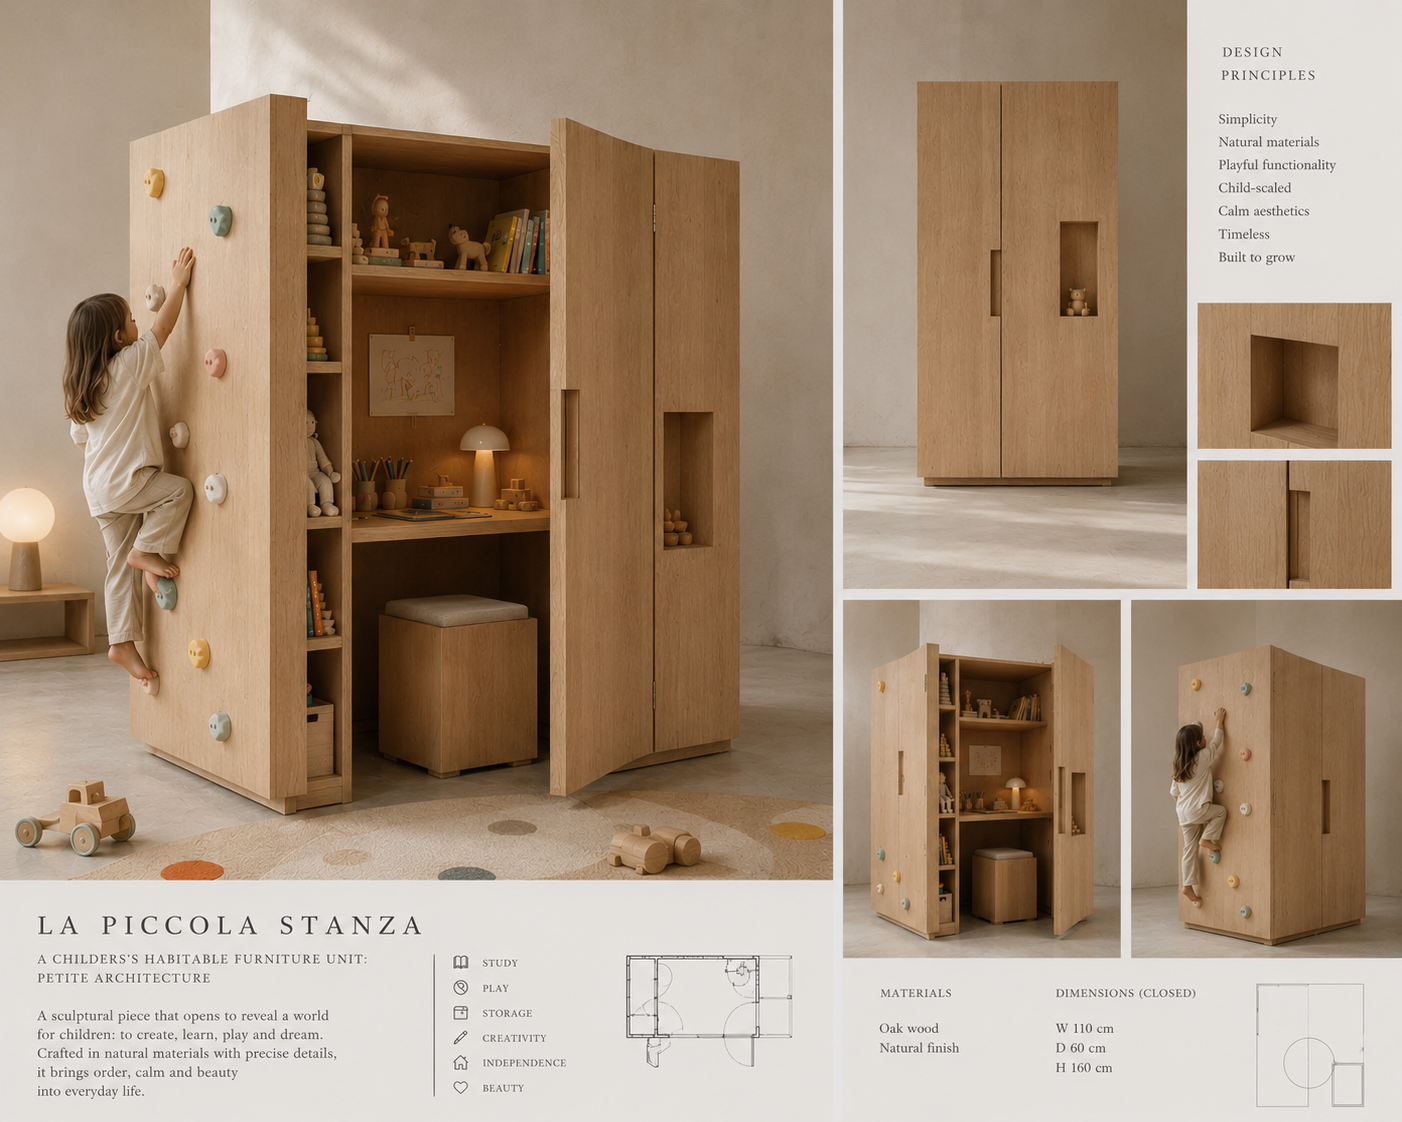 LA PICCOLA STANZA
A CHILDERS'S HABITABLE FURNITURE UNIT:
PETITE ARCHITECTURE
A sculptural piece that opens to reveal a world
for children: to create, learn, play and dream.
Crafted in natural materials with precise details,
it brings order, calm and beauty
into everyday life.
STUDY
PLAY
STORAGE
CREATIVITY
INDEPENDENCE
BEAUTY
DESIGN
PRINCIPLES
Simplicity
Natural materials
Playful functionality
Child-scaled
Calm aesthetics
Timeless
Built to grow
MATERIALS
Oak wood
Natural finish
DIMENSIONS (CLOSED)
W 110 cm
D 60 cm
H 160 cm